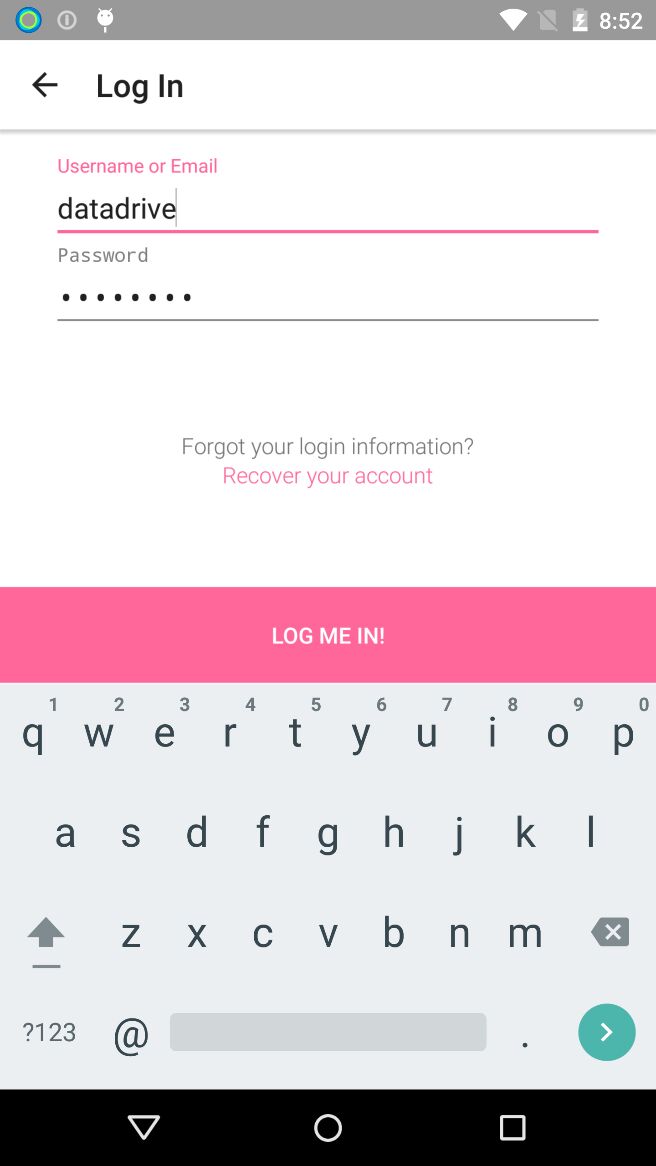 8:52
Log In
Username or Email
datadrive
Password
••••••••
Forgot your login information?
Recover your account
LOG ME IN!
1 2 3 4 5 6 7 8 9 0
q w e r t y u i o p
a s d f g h j k l
z x c v b n m
?123 @ .